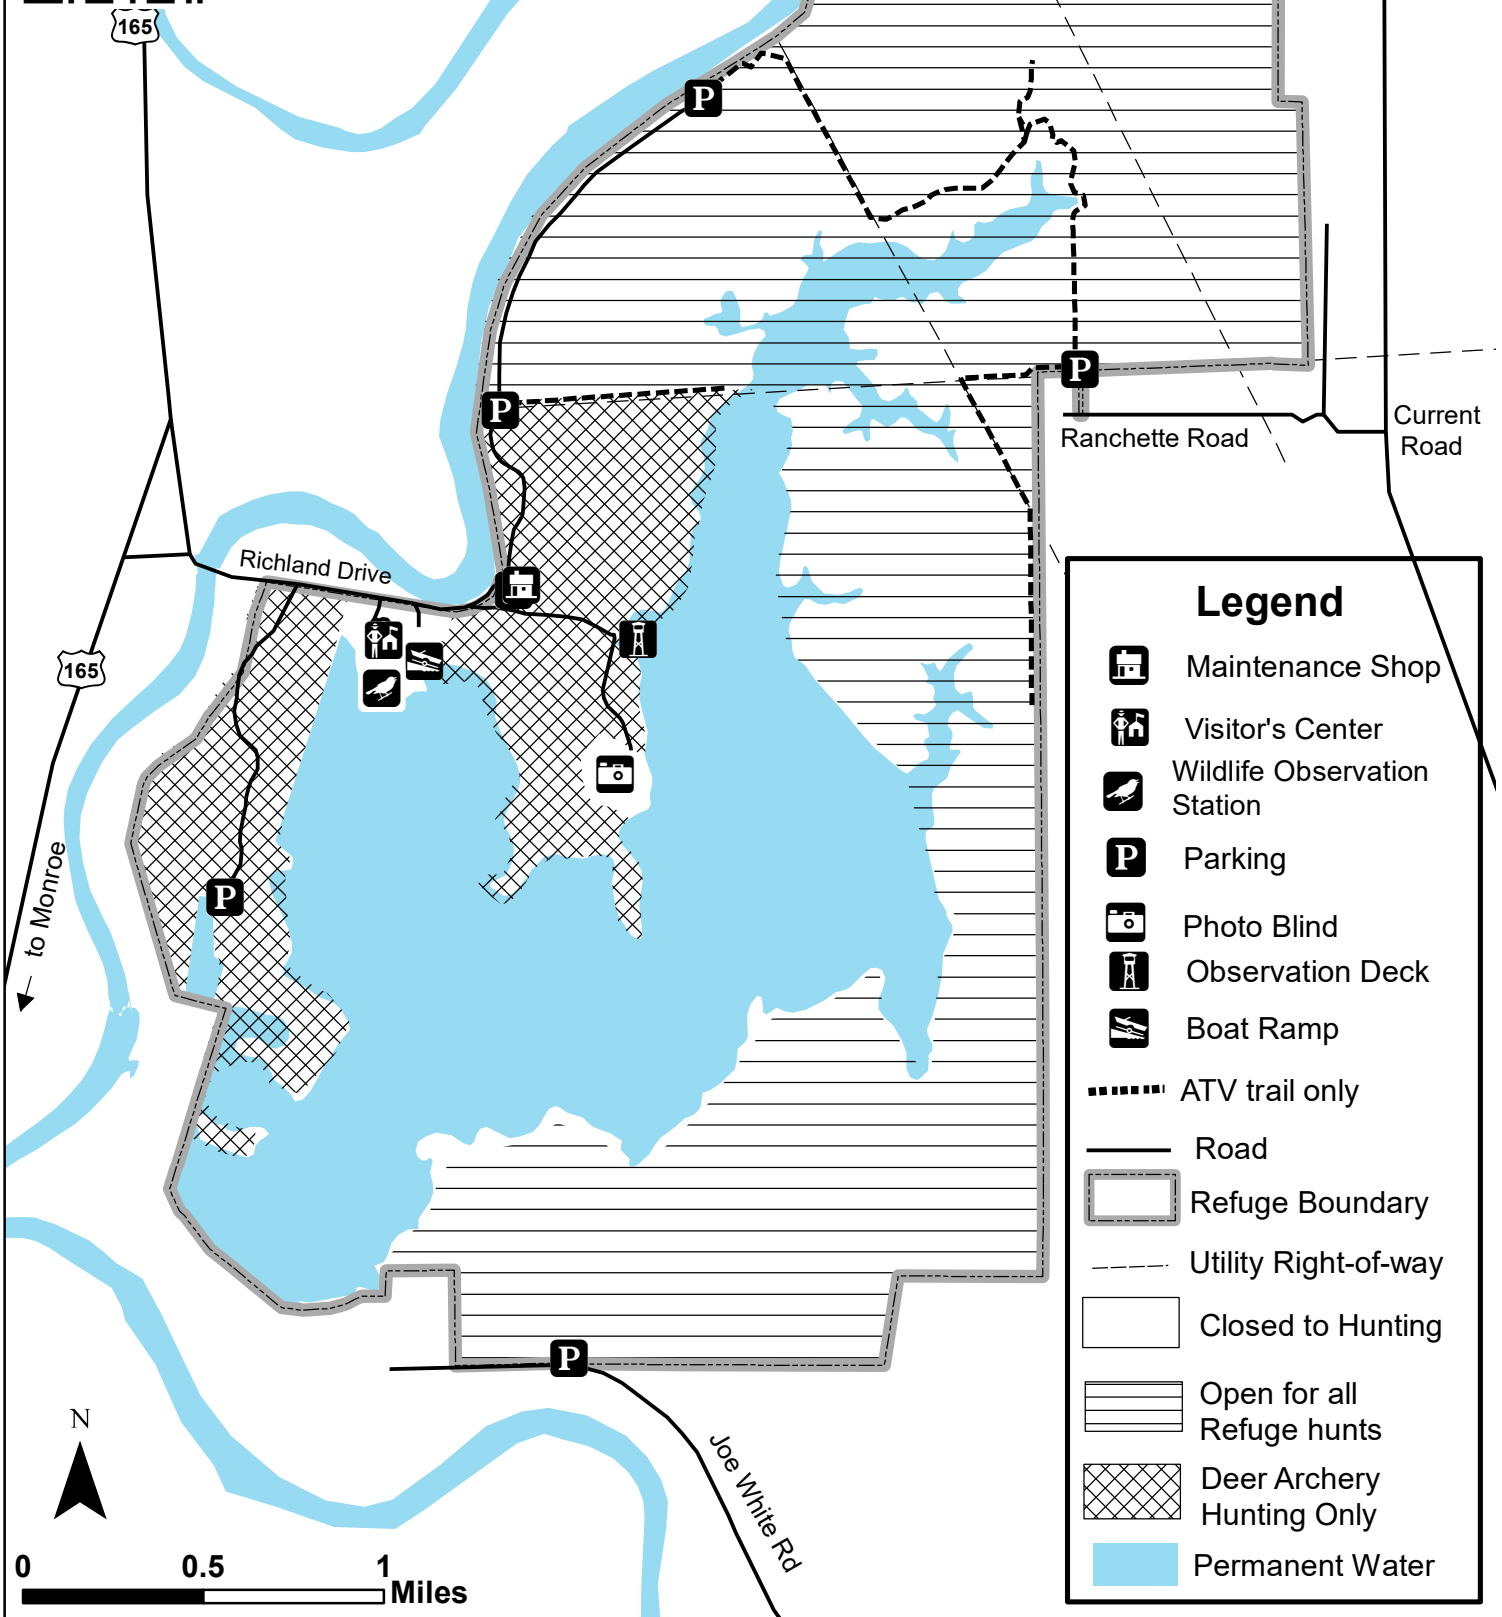 165
P
P
P
Ranchette Road
Current
Road
Richland Drive
165
P
to Monroe
P
Joe White Rd
N
0 0.5 1
Miles
Legend
Maintenance Shop
Visitor's Center
Wildlife Observation
Station
P Parking
Photo Blind
Observation Deck
Boat Ramp
ATV trail only
Road
Refuge Boundary
Utility Right-of-way
Closed to Hunting
Open for all
Refuge hunts
Deer Archery
Hunting Only
Permanent Water